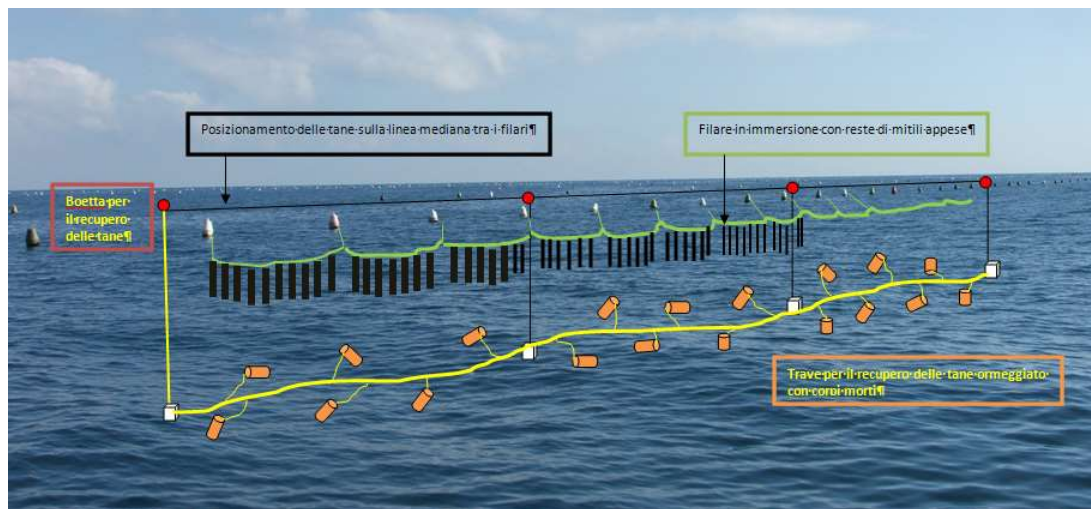 Posizionamento·delle·tane·sulla·linea·mediana·tra·i·filari¶
Filare·in·immersione·con·reste·di·mitili·appese¶
Boetta·per·
il·recupero·
delle·tane¶
Trave·per·il·recupero·delle·tane·ormeggiato·
con·corpi·morti¶